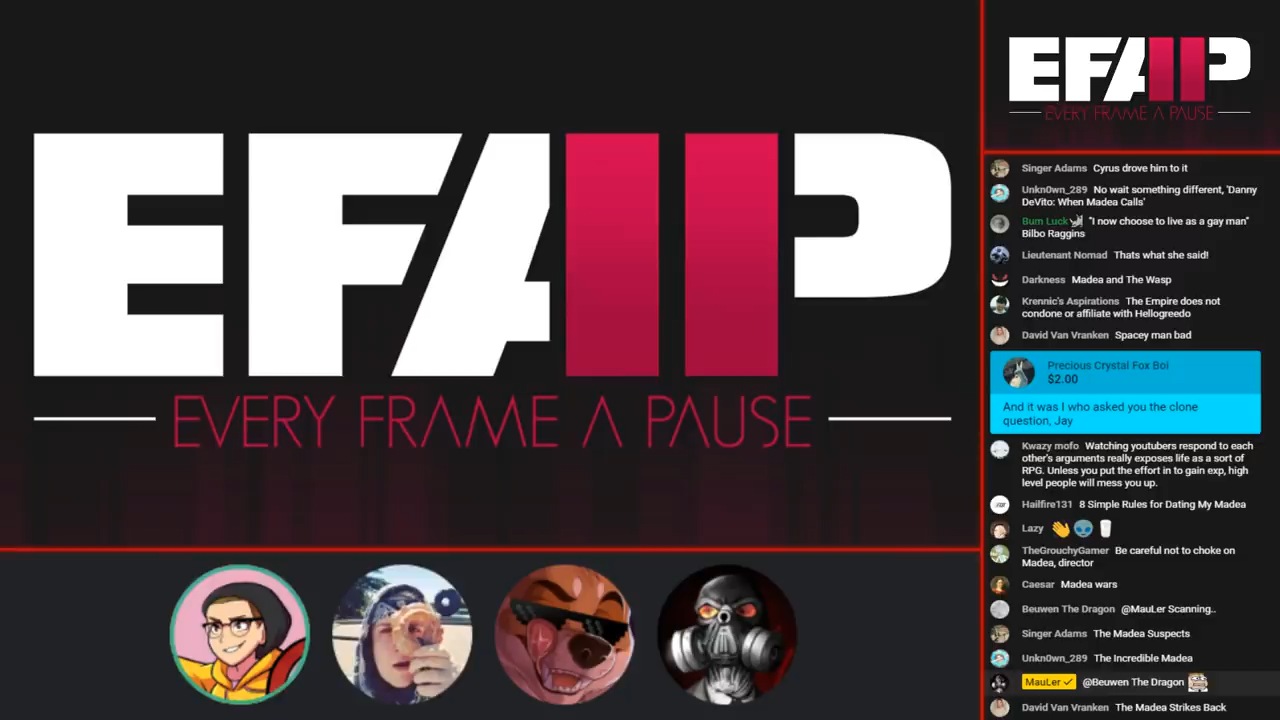 EFAP
EVERY FRAME A PAUSE
EFAP
EVERY FRAME A PAUSE
Singer Adams Cyrus drove him to it
Unkn0wn_289 No wait something different, 'Danny
DeVito: When Madea Calls'
Bum Luck "I now choose to live as a gay man"
Bilbo Raggins
Lieutenant Nomad Thats what she said!
Darkness Madea and The Wasp
Krennic's Aspirations The Empire does not
condone or affiliate with Hellogreedo
David Van Vranken Spacey man bad
Precious Crystal Fox Boi
$2.00
And it was I who asked you the clone
question, Jay
Kwazy mofo Watching youtubers respond to each
other's arguments really exposes life as a sort of
RPG. Unless you put the effort in to gain exp, high
level people will mess you up.
Hailfire131 8 Simple Rules for Dating My Madea
Lazy 👋👽🥛
TheGrouchyGamer Be careful not to choke on
Madea, director
Caesar Madea wars
Beuwen The Dragon @MauLer Scanning..
Singer Adams The Madea Suspects
Unkn0wn_289 The Incredible Madea
MauLer ✓ @Beuwen The Dragon
David Van Vranken The Madea Strikes Back